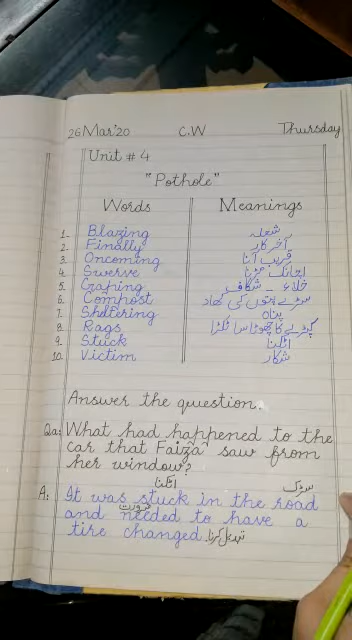 26 Mar'20 C.W Thursday
Unit # 4
"Pothole"
Words Meanings
1. Blazing شعلہ
2. Finally آخر کار
3. Oncoming قریب آنا
4. Swerve اچانک مڑنا
5. Gaping خلاء - شگاف
6. Compost سڑے پتوں کی کھاد
7. Sheltering پناہ
8. Rags کپڑے کا چھوٹا سا ٹکڑا
9. Stuck اٹکنا
10. Victim شکار
Answer the question.
Qa: What had happened to the
car that Faiza saw from
her window?
اٹکنا سڑک
A: It was stuck in the road
ضرورت
and needed to have a
tire changed. تبدیل کرنا